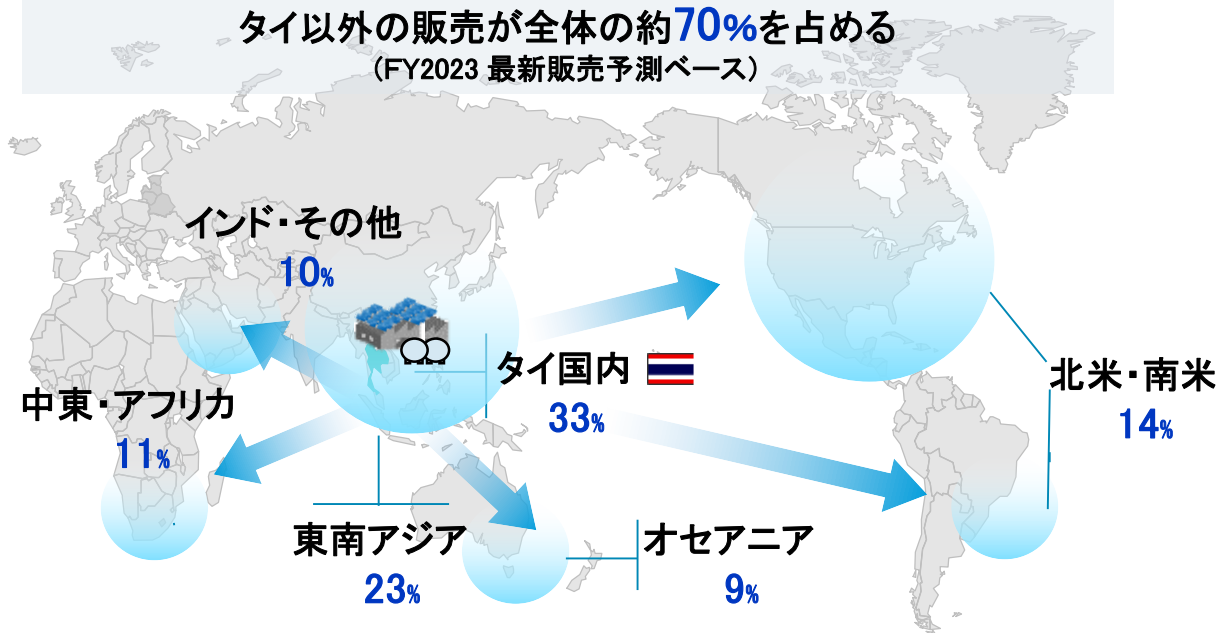 タイ以外の販売が全体の約70%を占める
(FY2023 最新販売予測ベース)
インド・その他
10%
タイ国内
33%
北米・南米
14%
中東・アフリカ
11%
東南アジア
23%
オセアニア
9%